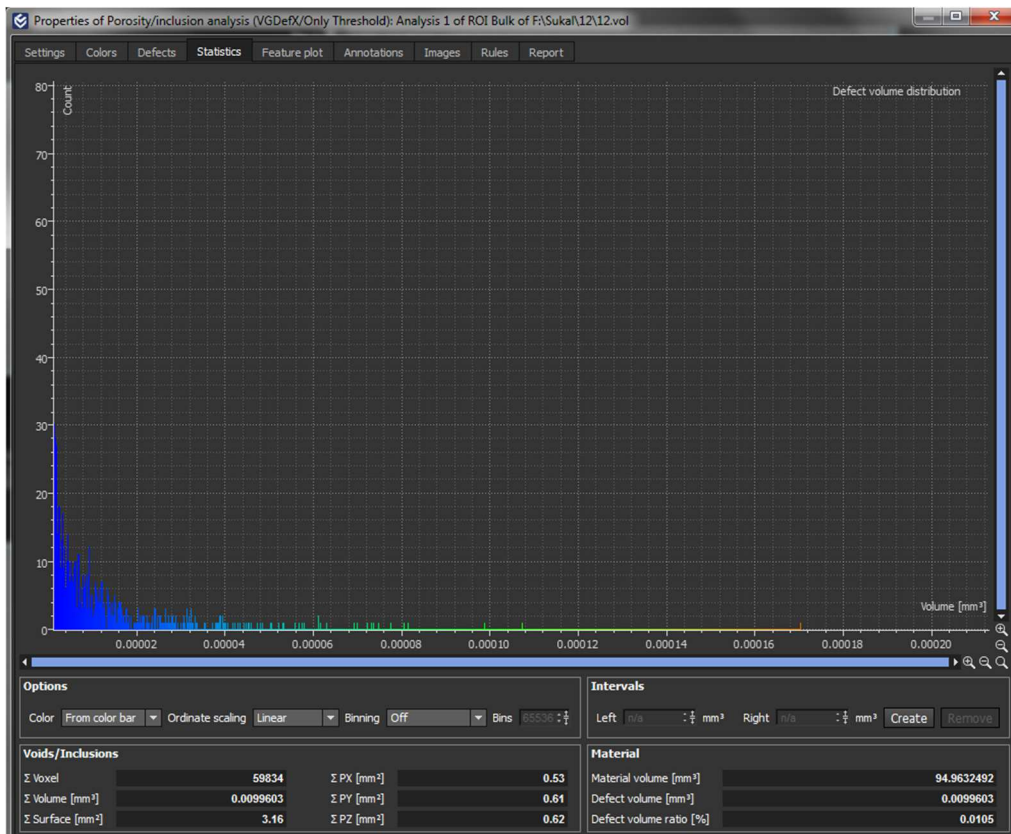 Properties of Porosity/inclusion analysis (VGDefX/Only Threshold): Analysis 1 of ROI Bulk of F:\Sukal\12\12.vol
Settings Colors Defects Statistics Feature plot Annotations Images Rules Report
Count
Defect volume distribution
80
70
60
50
40
30
20
10
0
Volume [mm³]
0.00002 0.00004 0.00006 0.00008 0.00010 0.00012 0.00014 0.00016 0.00018 0.00020
Options
Color From color bar Ordinate scaling Linear Binning Off Bins 65536
Intervals
Left n/a mm³ Right n/a mm³ Create Remove
Voids/Inclusions
Σ Voxel 59834 Σ PX [mm²] 0.53
Σ Volume [mm³] 0.0099603 Σ PY [mm²] 0.61
Σ Surface [mm²] 3.16 Σ PZ [mm²] 0.62
Material
Material volume [mm³] 94.9632492
Defect volume [mm³] 0.0099603
Defect volume ratio [%] 0.0105